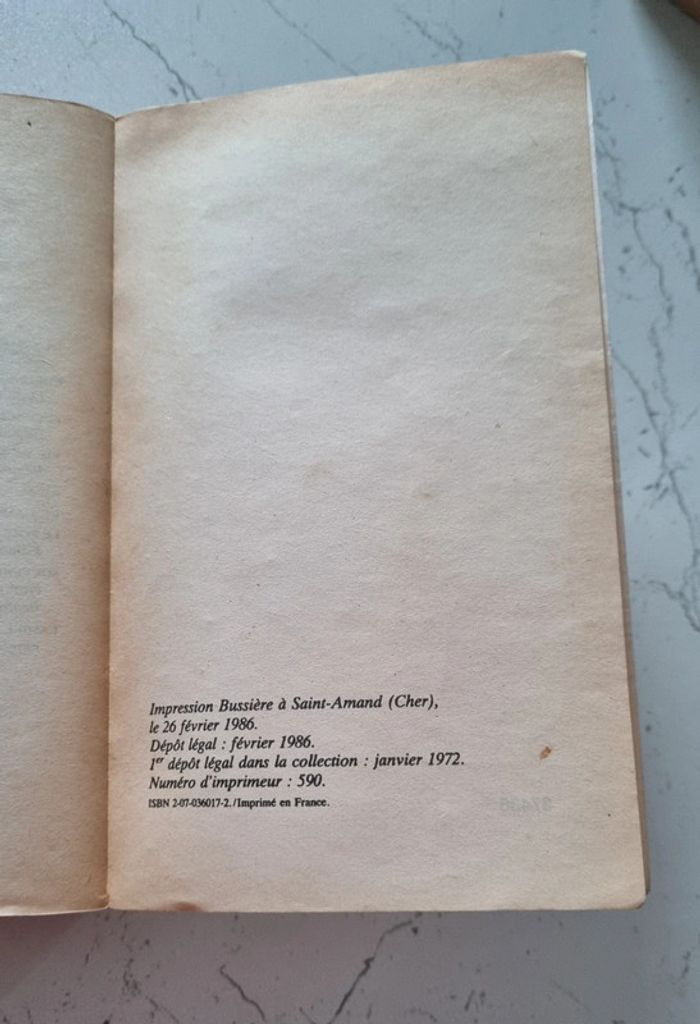 Impression Bussière à Saint-Amand (Cher),
le 26 février 1986.
Dépôt légal : février 1986.
1er dépôt légal dans la collection : janvier 1972.
Numéro d'imprimeur : 590.
ISBN 2-07-036017-2./Imprimé en France.